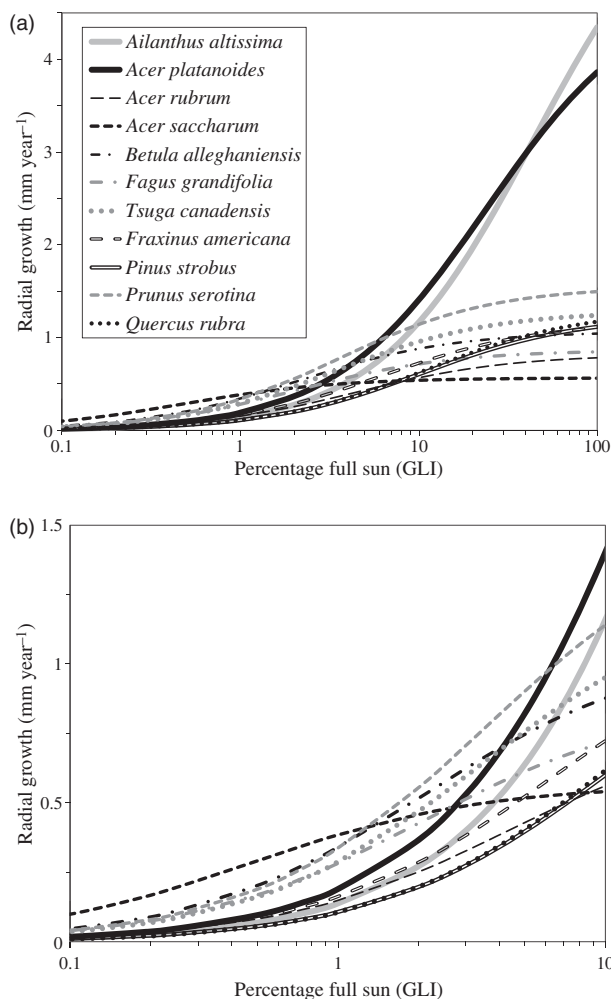 (a)
Ailanthus altissima
Acer platanoides
Acer rubrum
Acer saccharum
Betula alleghaniensis
Fagus grandifolia
Tsuga canadensis
Fraxinus americana
Pinus strobus
Prunus serotina
Quercus rubra
Radial growth (mm year⁻¹)
4
3
2
1
0
0.1 1 10 100
Percentage full sun (GLI)
(b)
Radial growth (mm year⁻¹)
1.5
1
0.5
0
0.1 1 10
Percentage full sun (GLI)